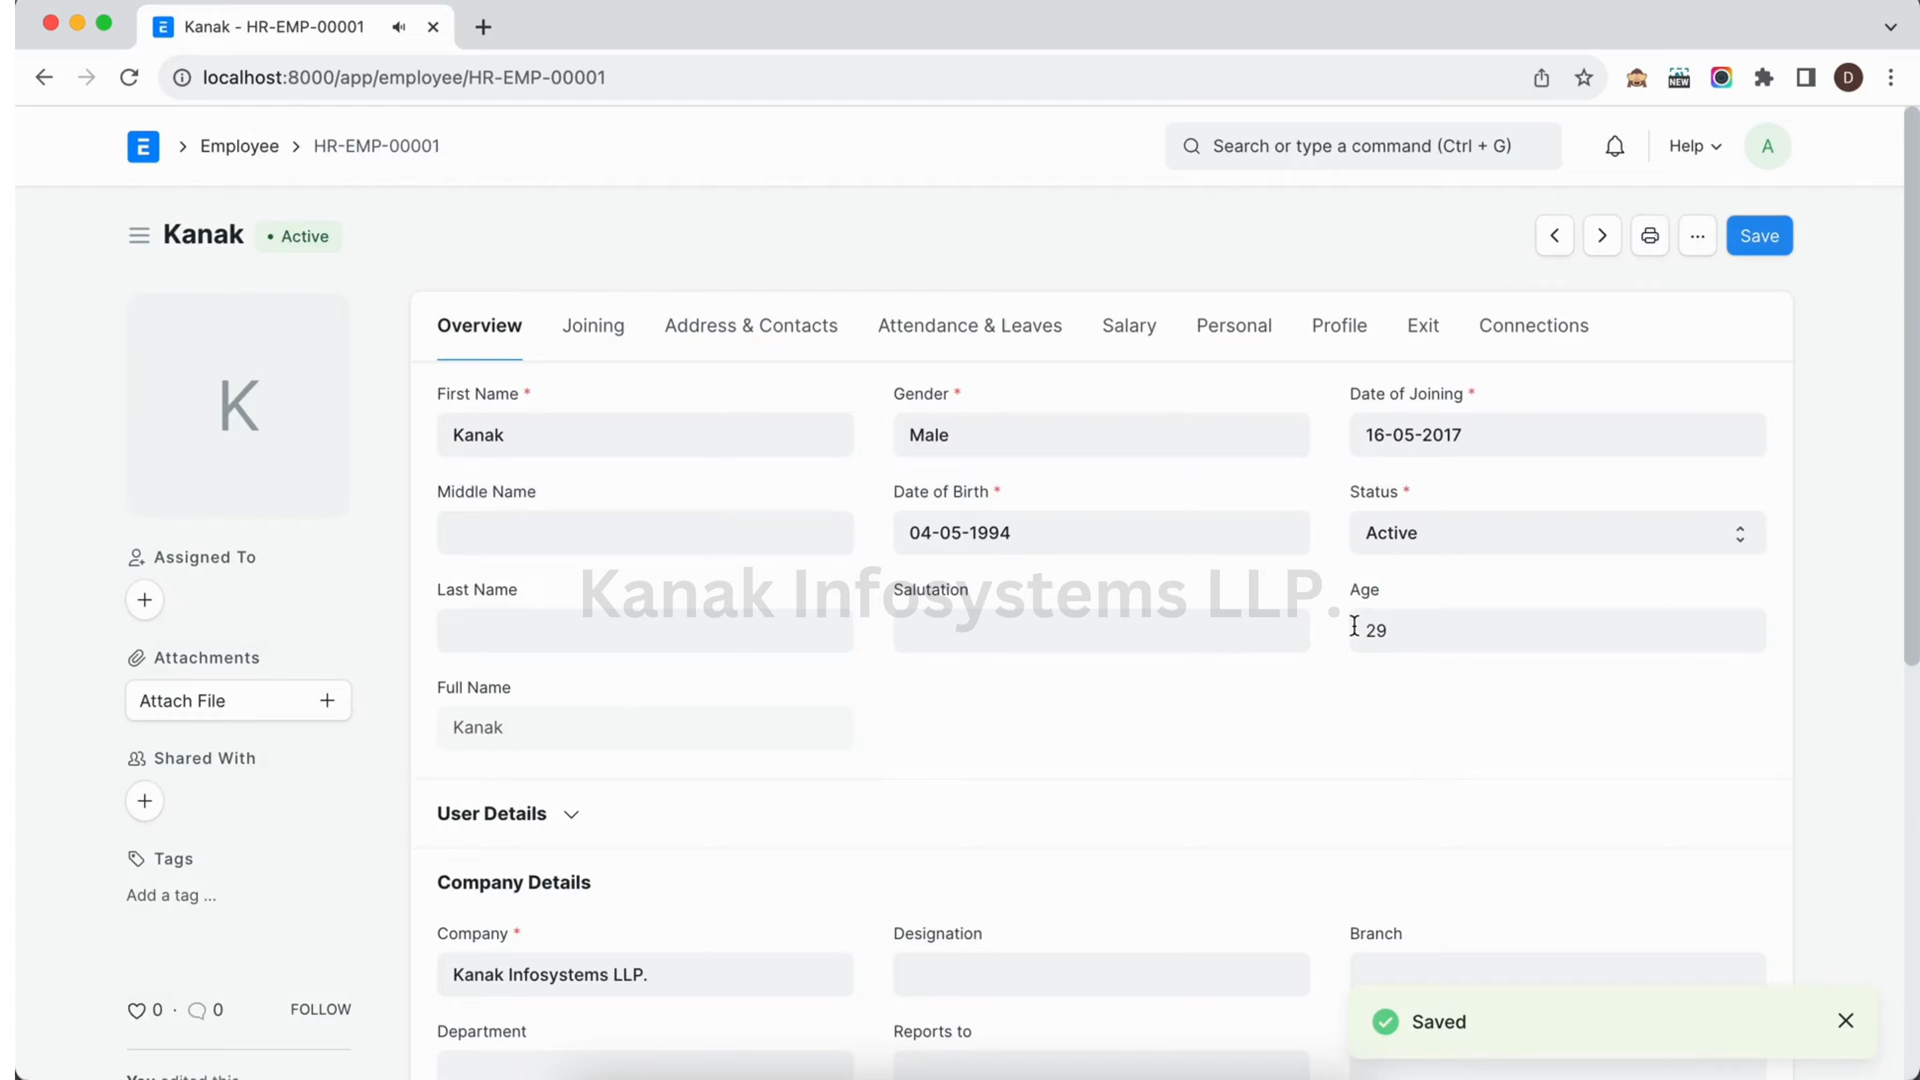 Kanak - HR-EMP-00001
localhost:8000/app/employee/HR-EMP-00001
NEW
D
E > Employee > HR-EMP-00001
Search or type a command (Ctrl + G)
Help
A
Kanak
• Active
...
Save
K
Overview Joining Address & Contacts Attendance & Leaves Salary Personal Profile Exit Connections
First Name *
Kanak
Gender *
Male
Date of Joining *
16-05-2017
Middle Name
Date of Birth *
04-05-1994
Status *
Active
Last Name
Salutation
Age
29
Kanak Infosystems LLP.
Full Name
Kanak
Assigned To
Attachments
Attach File +
Shared With
Tags
Add a tag ...
0 · 0 FOLLOW
You edited this
User Details
Company Details
Company *
Kanak Infosystems LLP.
Designation
Branch
Department
Reports to
Saved